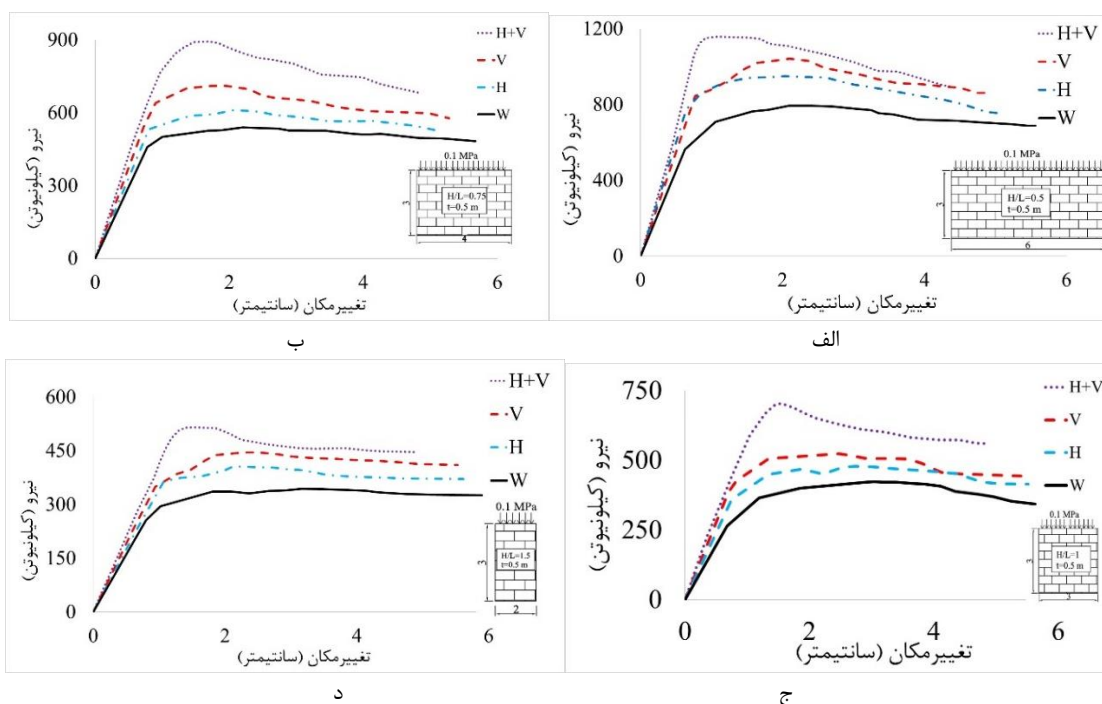 900
600
300
0
0
2
4
6
نیرو (کیلونیوتن)
تغییرمکان (سانتیمتر)
H+V
V
H
W
0.1 MPa
H/L=0.75
t=0.5 m
3
4
ب
1200
800
400
0
0
2
4
6
نیرو (کیلونیوتن)
تغییرمکان (سانتیمتر)
H+V
V
H
W
0.1 MPa
H/L=0.5
t=0.5 m
3
6
الف
600
450
300
150
0
0
2
4
6
نیرو (کیلونیوتن)
تغییرمکان (سانتیمتر)
H+V
V
H
W
0.1 MPa
H/L=1.5
t=0.5 m
3
2
د
750
500
250
0
0
2
4
6
نیرو (کیلونیوتن)
تغییرمکان (سانتیمتر)
H+V
V
H
W
0.1 MPa
H/L=1
t=0.5 m
3
3
ج